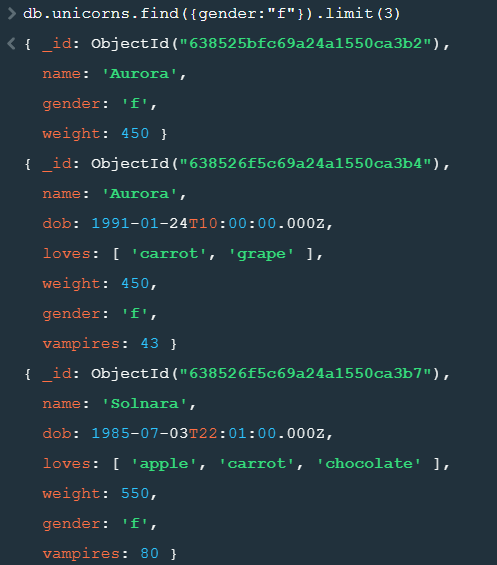 > db.unicorns.find({gender:"f"}).limit(3)
< { _id: ObjectId("638525bfc69a24a1550ca3b2"),
name: 'Aurora',
gender: 'f',
weight: 450 }
{ _id: ObjectId("638526f5c69a24a1550ca3b4"),
name: 'Aurora',
dob: 1991-01-24T10:00:00.000Z,
loves: [ 'carrot', 'grape' ],
weight: 450,
gender: 'f',
vampires: 43 }
{ _id: ObjectId("638526f5c69a24a1550ca3b7"),
name: 'Solnara',
dob: 1985-07-03T22:01:00.000Z,
loves: [ 'apple', 'carrot', 'chocolate' ],
weight: 550,
gender: 'f',
vampires: 80 }